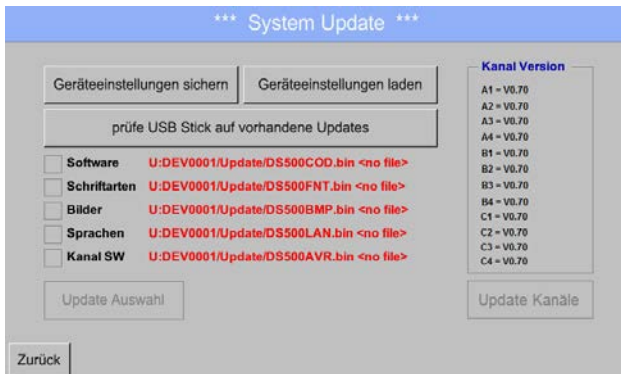 *** System Update ***
Geräteeinstellungen sichern
Geräteeinstellungen laden
prüfe USB Stick auf vorhandene Updates
Software U:DEV0001/Update/DS500COD.bin <no file>
Schriftarten U:DEV0001/Update/DS500FNT.bin <no file>
Bilder U:DEV0001/Update/DS500BMP.bin <no file>
Sprachen U:DEV0001/Update/DS500LAN.bin <no file>
Kanal SW U:DEV0001/Update/DS500AVR.bin <no file>
Update Auswahl
Kanal Version
A1 = V0.70
A2 = V0.70
A3 = V0.70
A4 = V0.70
B1 = V0.70
B2 = V0.70
B3 = V0.70
B4 = V0.70
C1 = V0.70
C2 = V0.70
C3 = V0.70
C4 = V0.70
Update Kanäle
Zurück